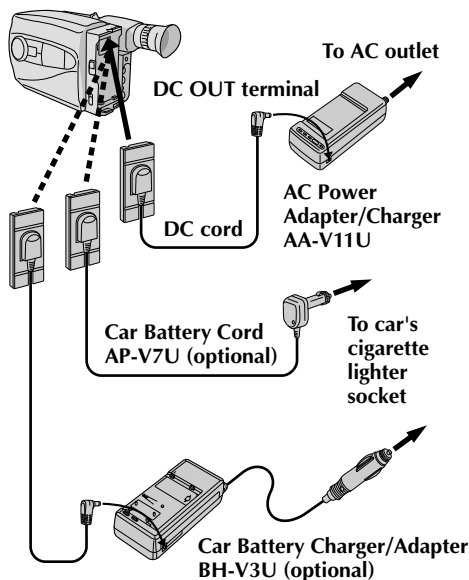 To AC outlet
DC OUT terminal
AC Power
Adapter/Charger
AA-V11U
DC cord
Car Battery Cord
AP-V7U (optional)
To car's
cigarette
lighter
socket
Car Battery Charger/Adapter
BH-V3U (optional)